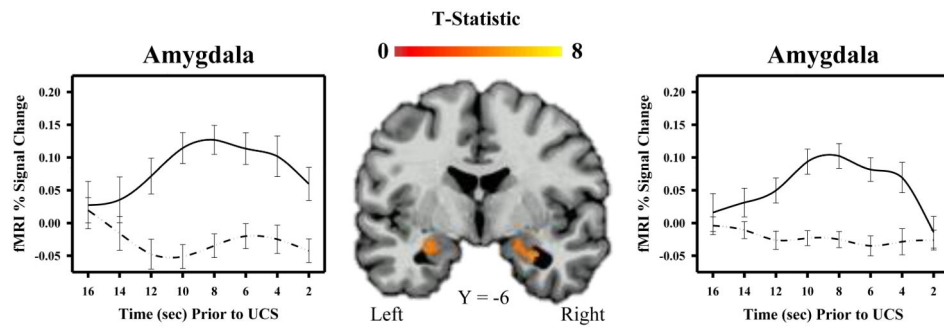 T-Statistic
0 8
Amygdala
fMRI % Signal Change
0.20
0.15
0.10
0.05
0.00
-0.05
16 14 12 10 8 6 4 2
Time (sec) Prior to UCS
Y = -6
Left Right
Amygdala
fMRI % Signal Change
0.20
0.15
0.10
0.05
0.00
-0.05
16 14 12 10 8 6 4 2
Time (sec) Prior to UCS